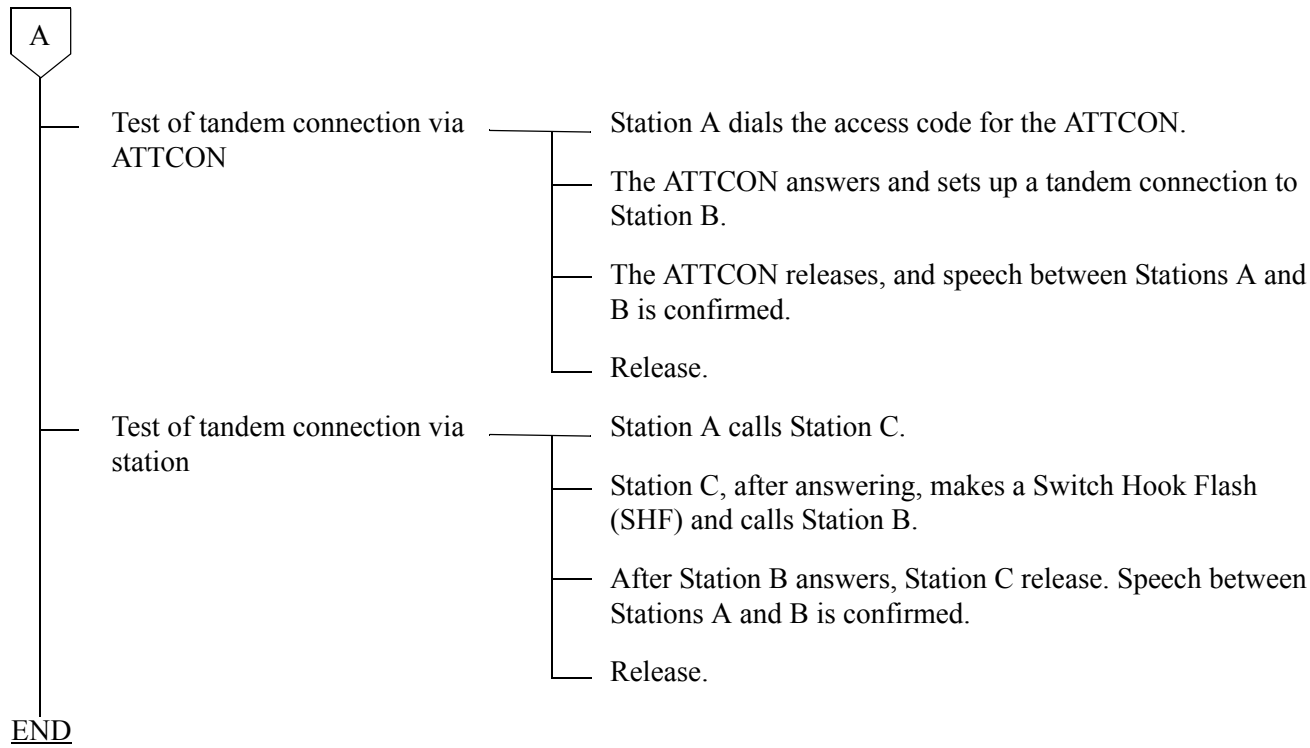 A
Test of tandem connection via
ATTCON
Station A dials the access code for the ATTCON.
The ATTCON answers and sets up a tandem connection to
Station B.
The ATTCON releases, and speech between Stations A and
B is confirmed.
Release.
Test of tandem connection via
station
Station A calls Station C.
Station C, after answering, makes a Switch Hook Flash
(SHF) and calls Station B.
After Station B answers, Station C release. Speech between
Stations A and B is confirmed.
Release.
END